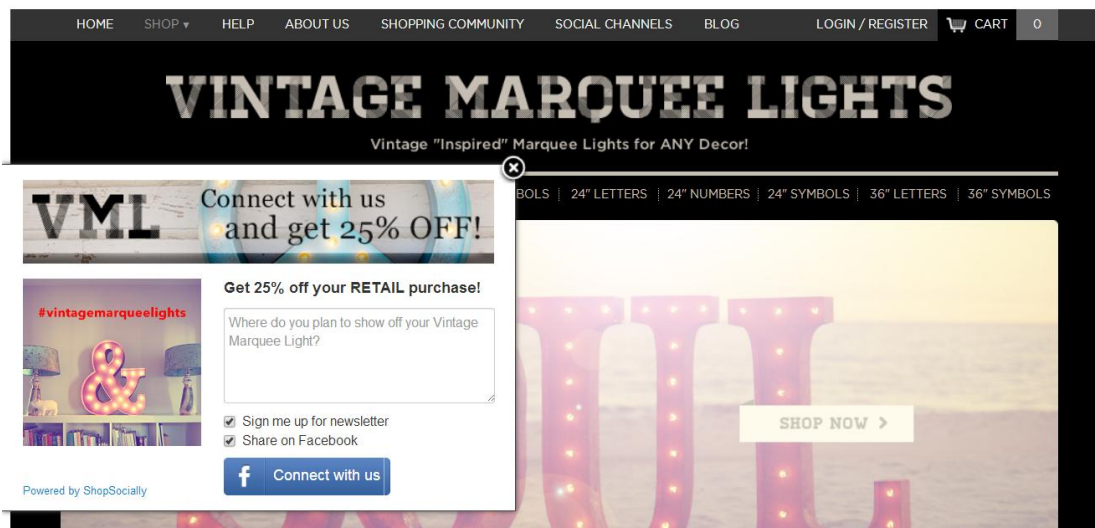 HOME SHOP ▾ HELP ABOUT US SHOPPING COMMUNITY SOCIAL CHANNELS BLOG LOGIN / REGISTER CART 0
VINTAGE MARQUEE LIGHTS
Vintage "Inspired" Marquee Lights for ANY Decor!
BOLS 24" LETTERS 24" NUMBERS 24" SYMBOLS 36" LETTERS 36" SYMBOLS
VML
Connect with us
and get 25% OFF!
#vintagemarqueelights
&
Get 25% off your RETAIL purchase!
Where do you plan to show off your Vintage
Marquee Light?
Sign me up for newsletter
Share on Facebook
f Connect with us
Powered by ShopSocially
SHOP NOW >